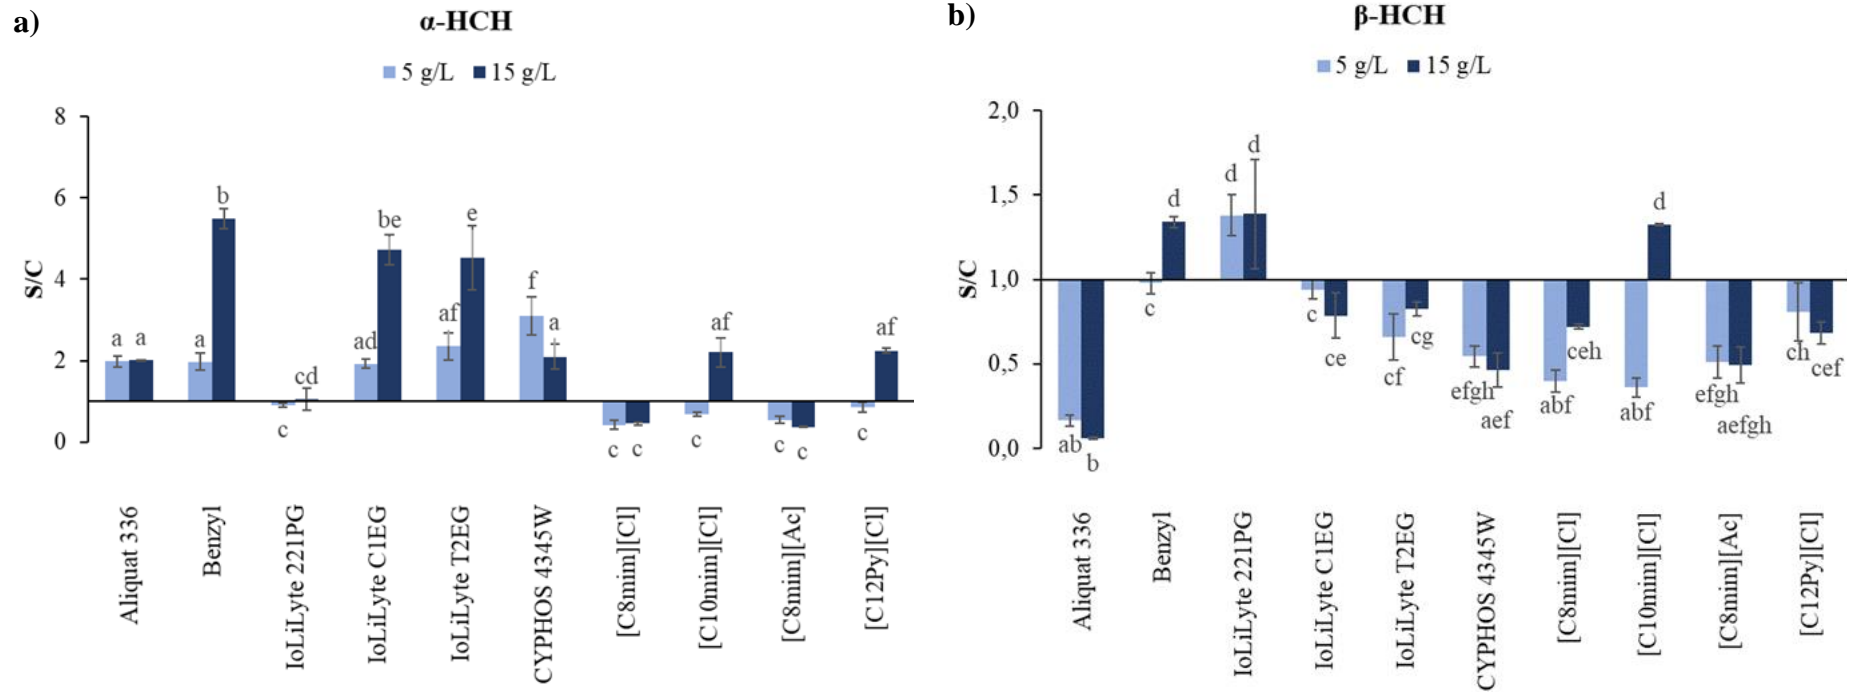 a)
α-HCH
5 g/L 15 g/L
8
6
4
2
0
S/C
a a
a b
c cd
ad be
af e
f a
c c
c af
c c
c af
Aliquat 336
Benzyl
IoLiLyte 221PG
IoLiLyte C1EG
IoLiLyte T2EG
CYPHOS 4345W
[C8mim][Cl]
[C10mim][Cl]
[C8mim][Ac]
[C12Py][Cl]
b)
β-HCH
5 g/L 15 g/L
2,0
1,5
1,0
0,5
0,0
S/C
ab b
c d
d d
c ce
cf cg
efgh aef
abf ceh
abf d
efgh aefgh
ch cef
Aliquat 336
Benzyl
IoLiLyte 221PG
IoLiLyte C1EG
IoLiLyte T2EG
CYPHOS 4345W
[C8mim][Cl]
[C10mim][Cl]
[C8mim][Ac]
[C12Py][Cl]